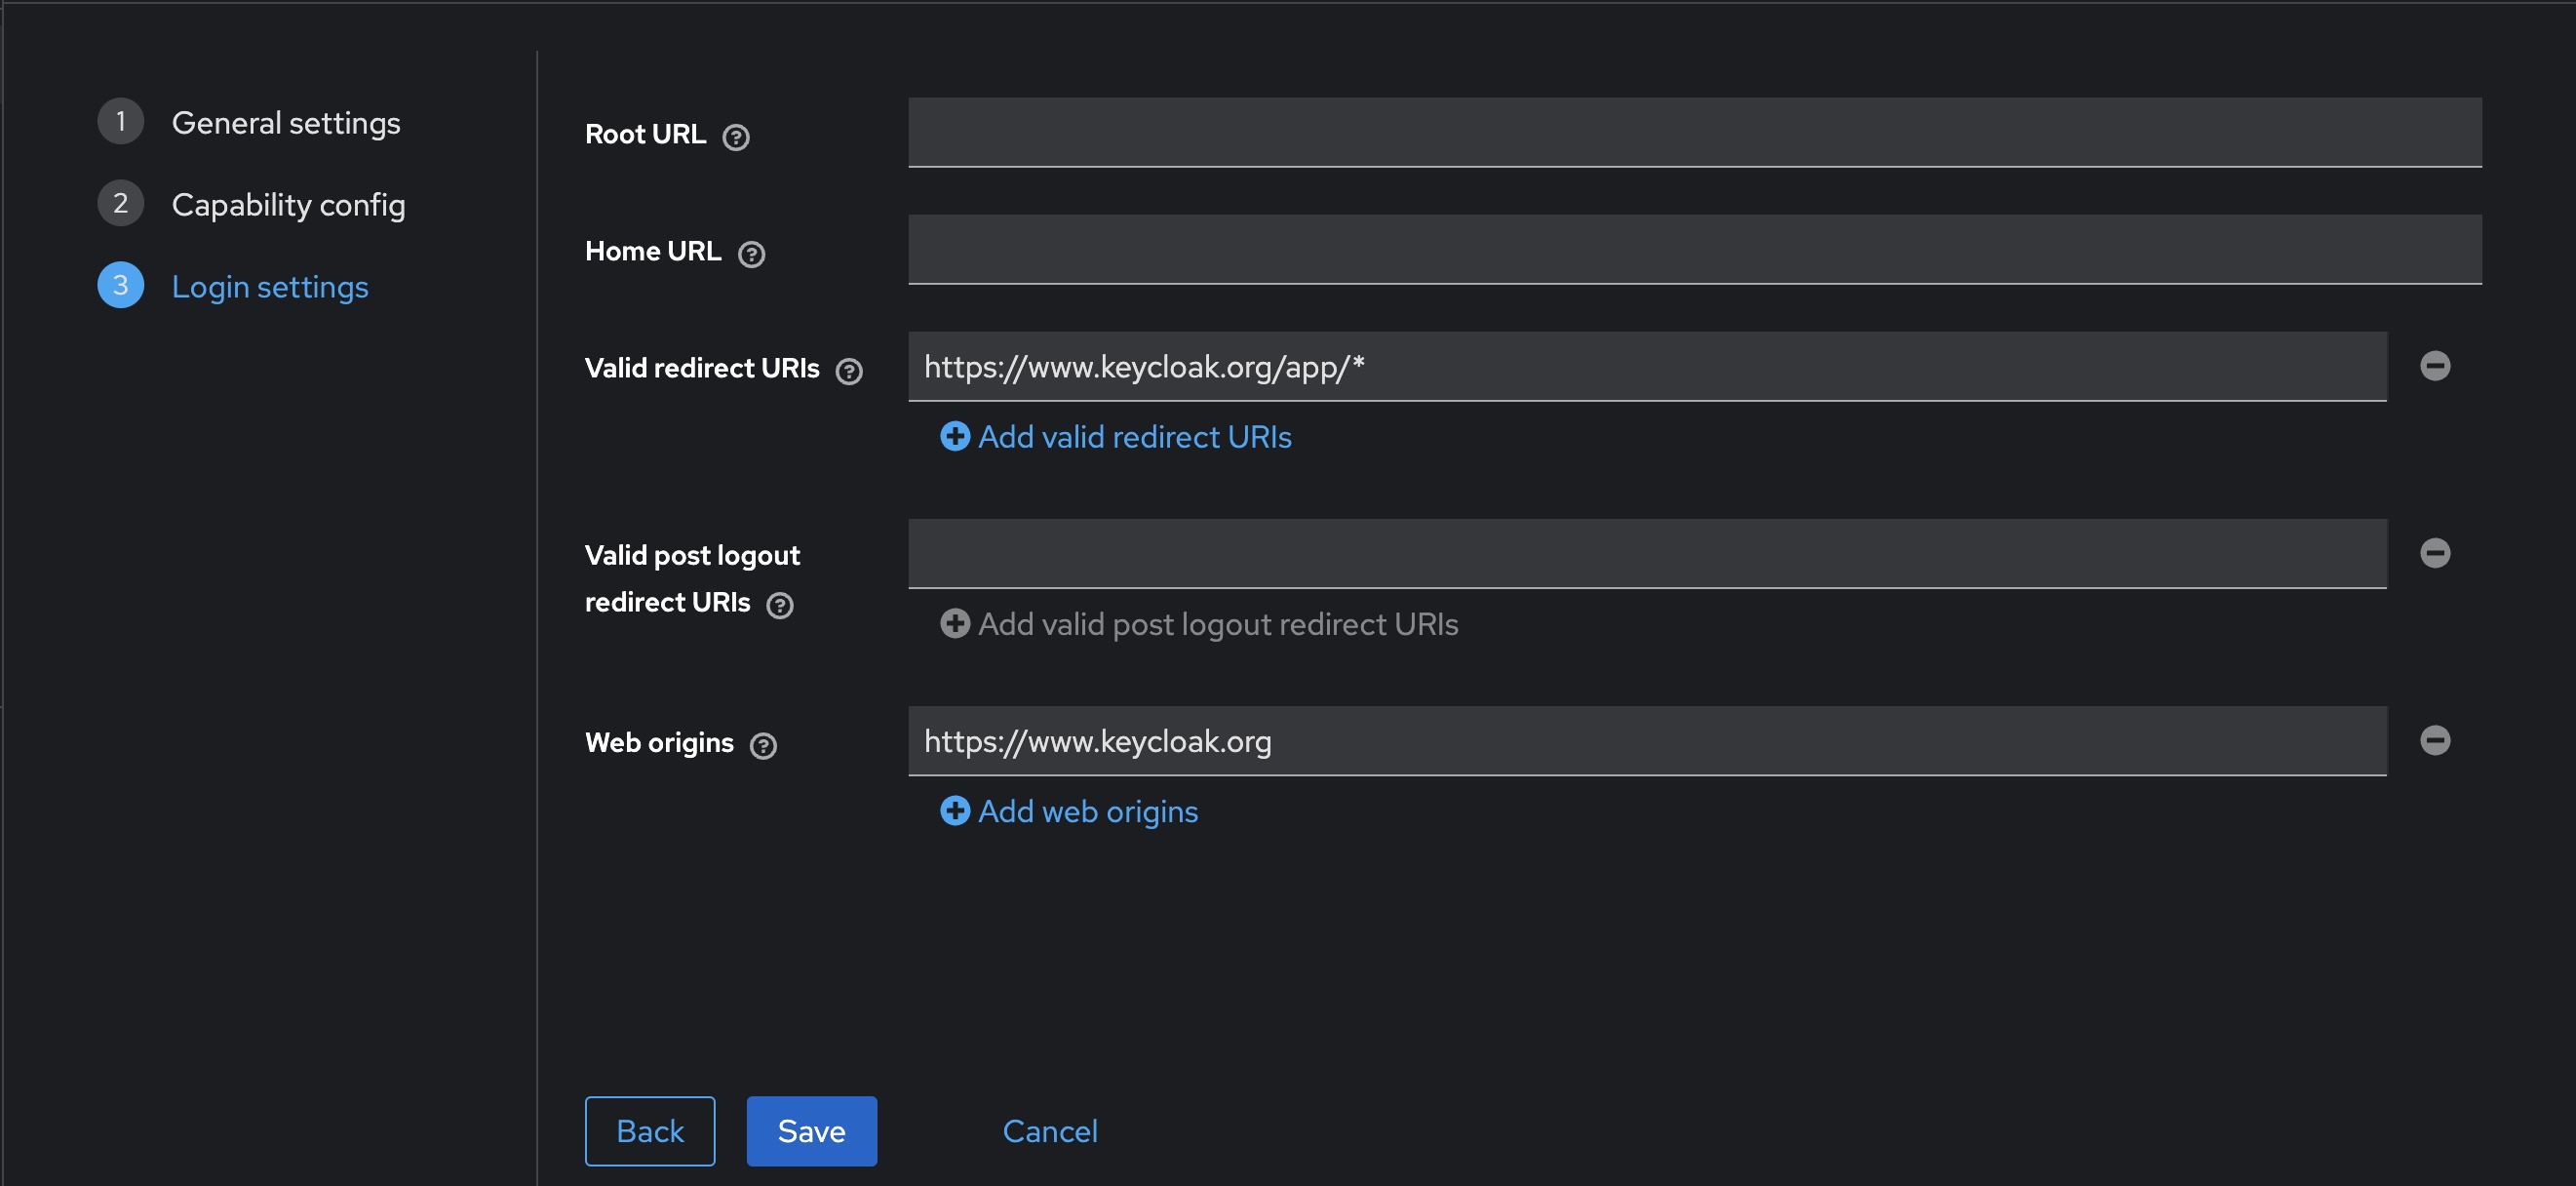 1 General settings
2 Capability config
3 Login settings
Root URL ?
Home URL ?
Valid redirect URIs ? https://www.keycloak.org/app/*
Add valid redirect URIs
Valid post logout
redirect URIs ?
Add valid post logout redirect URIs
Web origins ? https://www.keycloak.org
Add web origins
Back Save Cancel